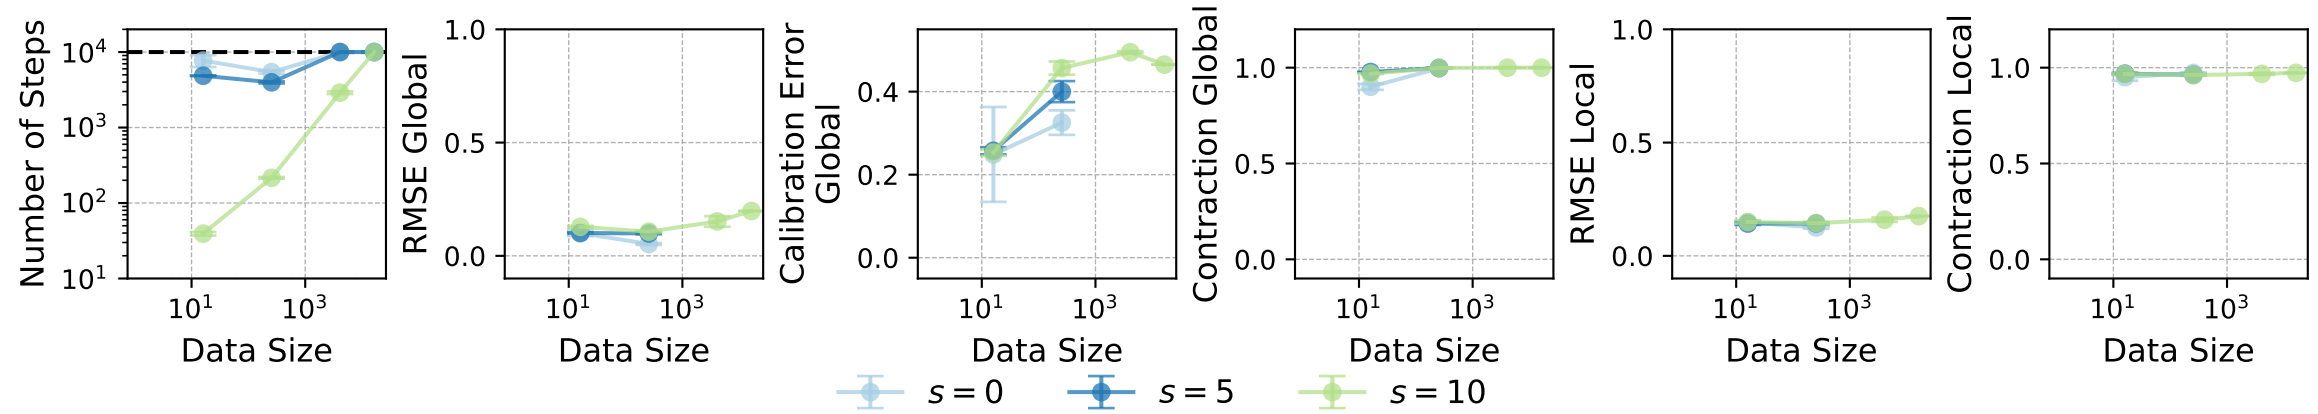 Number of Steps
10^4
10^3
10^2
10^1
10^1 10^3
Data Size
RMSE Global
1.0
0.5
0.0
10^1 10^3
Data Size
Calibration Error
Global
0.4
0.2
0.0
10^1 10^3
Data Size
Contraction Global
1.0
0.5
0.0
10^1 10^3
Data Size
RMSE Local
1.0
0.5
0.0
10^1 10^3
Data Size
Contraction Local
1.0
0.5
0.0
10^1 10^3
Data Size
s = 0 s = 5 s = 10